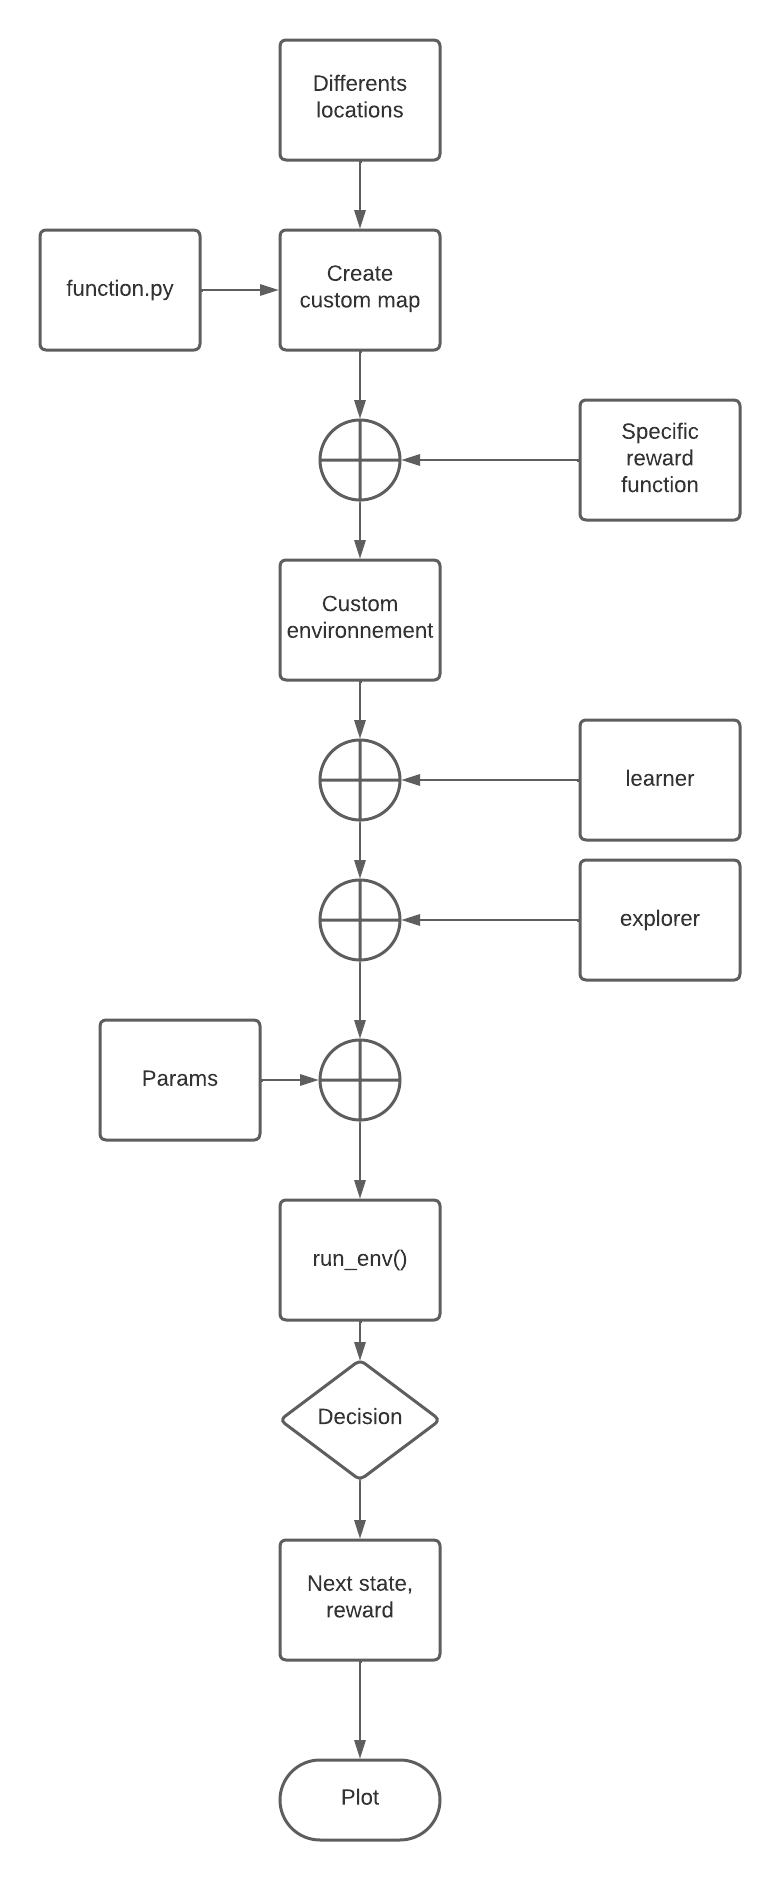 Differents
locations
function.py
Create
custom map
Specific
reward
function
Custom
environnement
learner
explorer
Params
run_env()
Decision
Next state,
reward
Plot